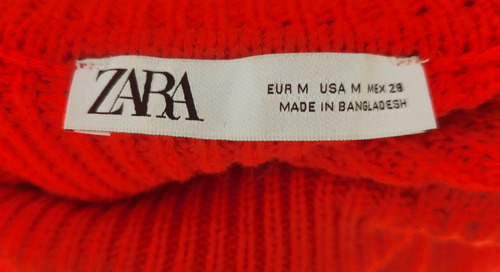 ZARA
EUR M USA M MEX 28
MADE IN BANGLADESH